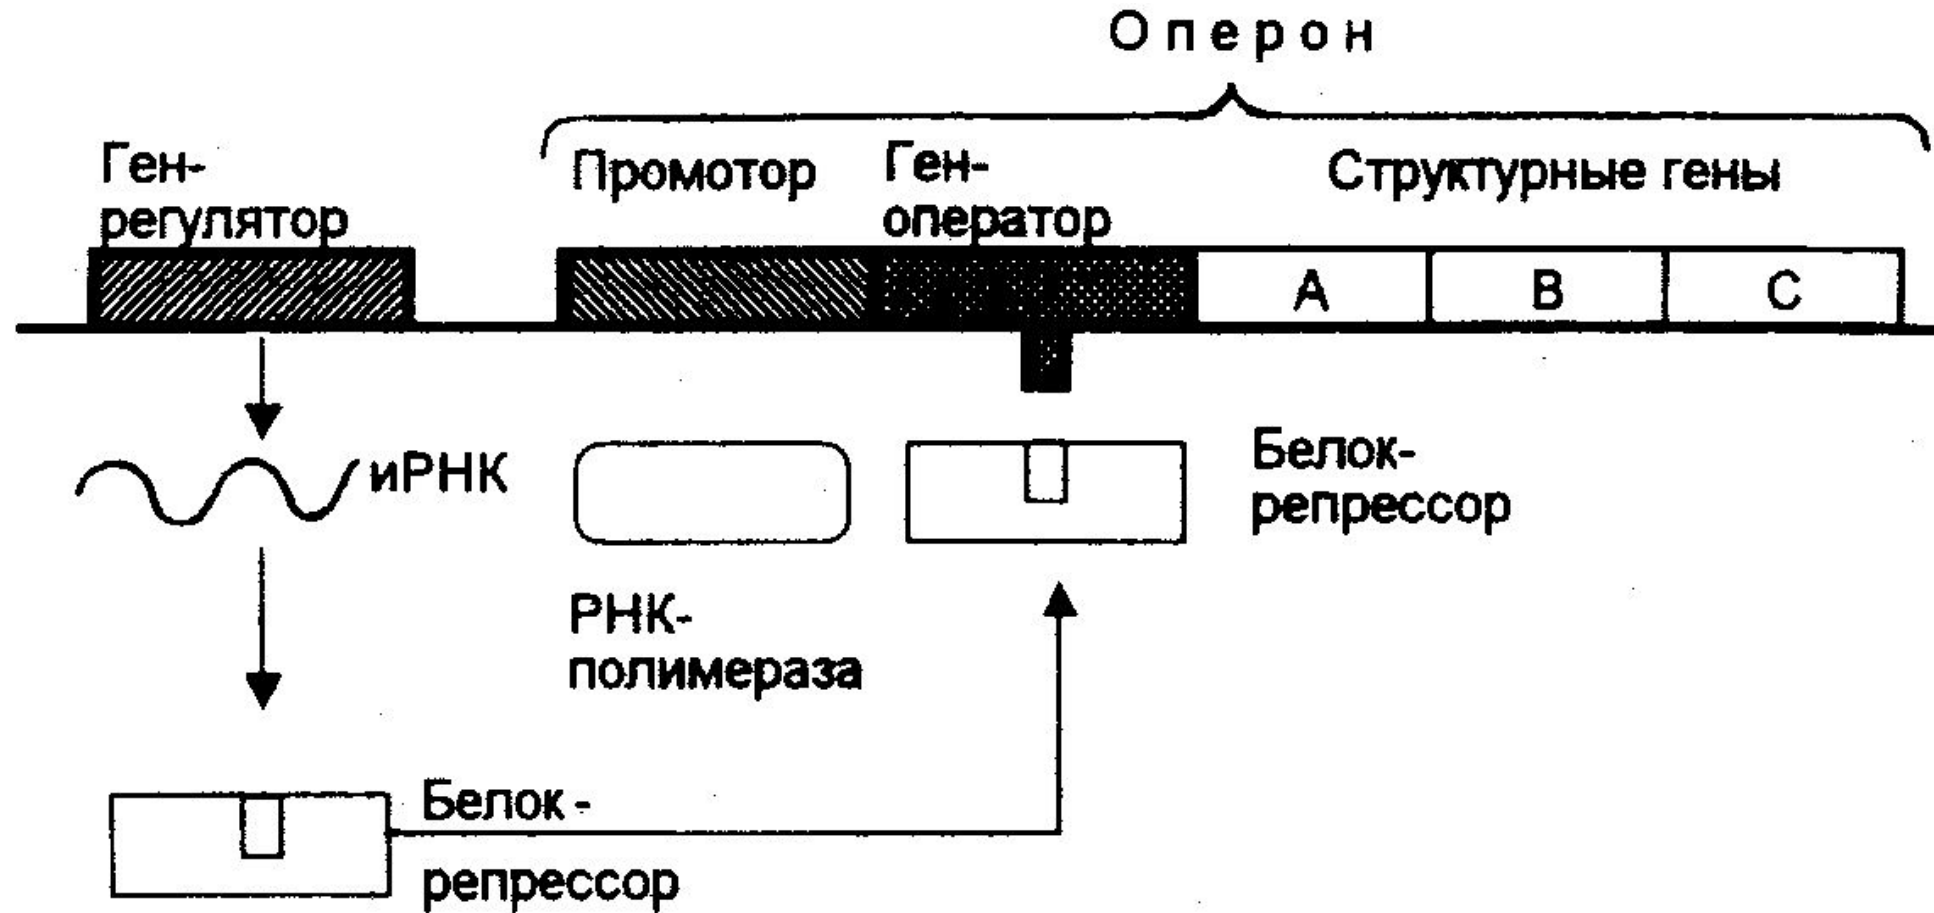 Оперон
Ген-
регулятор
Промотор
Ген-
оператор
Структурные гены
A
B
C
иРНК
РНК-
полимераза
Белок-
репрессор
Белок -
репрессор